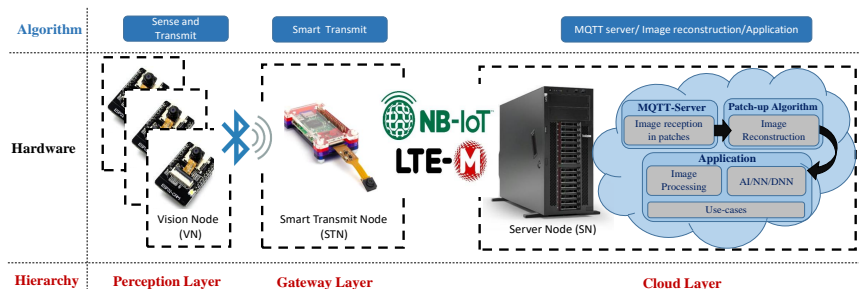 Algorithm
Sense and
Transmit
Smart Transmit
MQTT server/ Image reconstruction/Application
Hardware
Vision Node
(VN)
Smart Transmit Node
(STN)
NB-IoT
LTE-M
Server Node (SN)
MQTT-Server
Image reception
in patches
Patch-up Algorithm
Image
Reconstruction
Application
Image
Processing
AI/NN/DNN
Use-cases
Hierarchy
Perception Layer
Gateway Layer
Cloud Layer